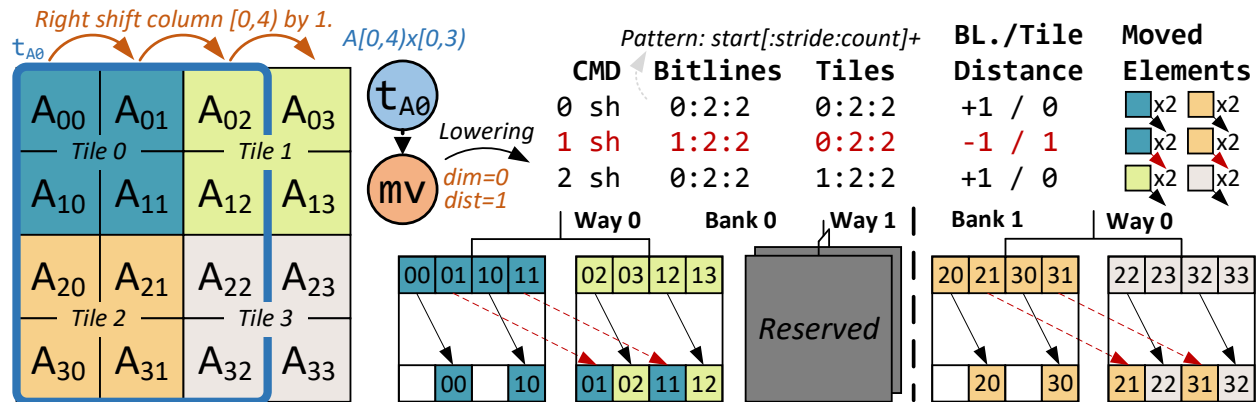 Right shift column [0,4) by 1.
tA0
A[0,4)x[0,3)
A00 A01 A02 A03
Tile 0 Tile 1
A10 A11 A12 A13
A20 A21 A22 A23
Tile 2 Tile 3
A30 A31 A32 A33
tA0
mv
Lowering
dim=0
dist=1
Pattern: start[:stride:count]+
BL./Tile Moved
CMD Bitlines Tiles Distance Elements
0 sh 0:2:2 0:2:2 +1 / 0 x2 x2
1 sh 1:2:2 0:2:2 -1 / 1 x2 x2
2 sh 0:2:2 1:2:2 +1 / 0 x2 x2
Way 0 Bank 0 Way 1 Bank 1 Way 0
00 01 10 11 02 03 12 13 20 21 30 31 22 23 32 33
Reserved
00 10 01 02 11 12 20 30 21 22 31 32